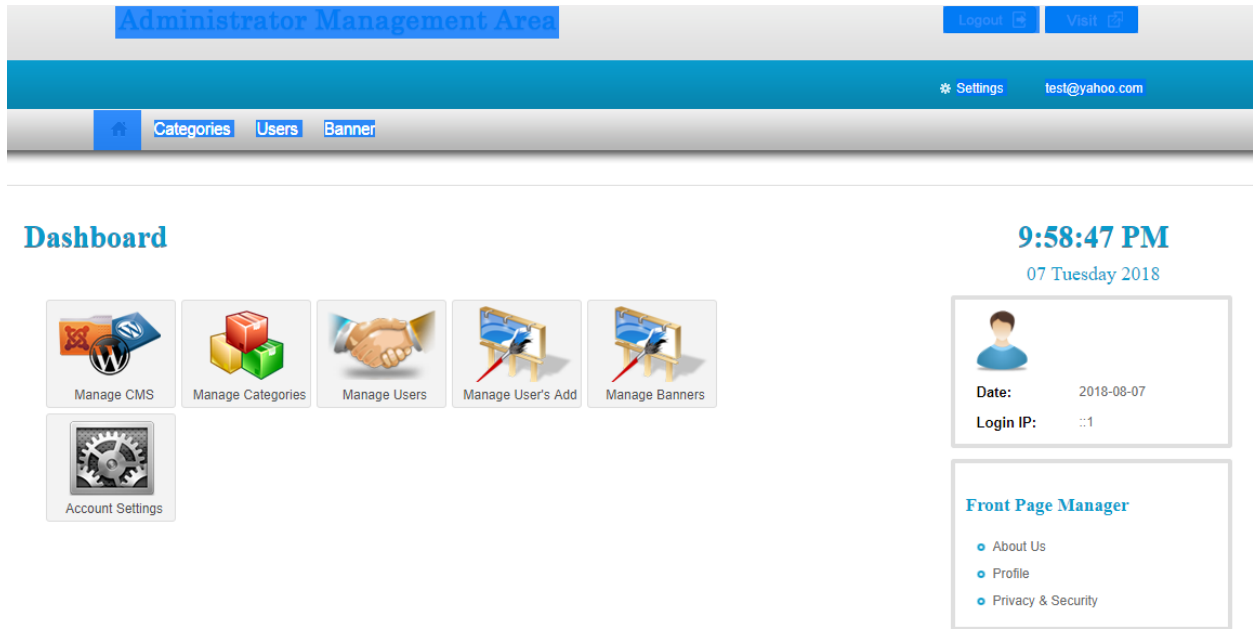 Administrator Management Area
Logout Visit
Settings test@yahoo.com
Categories Users Banner
Dashboard
9:58:47 PM
07 Tuesday 2018
Manage CMS Manage Categories Manage Users Manage User's Add Manage Banners
Account Settings
Date: 2018-08-07
Login IP: ::1
Front Page Manager
About Us
Profile
Privacy & Security